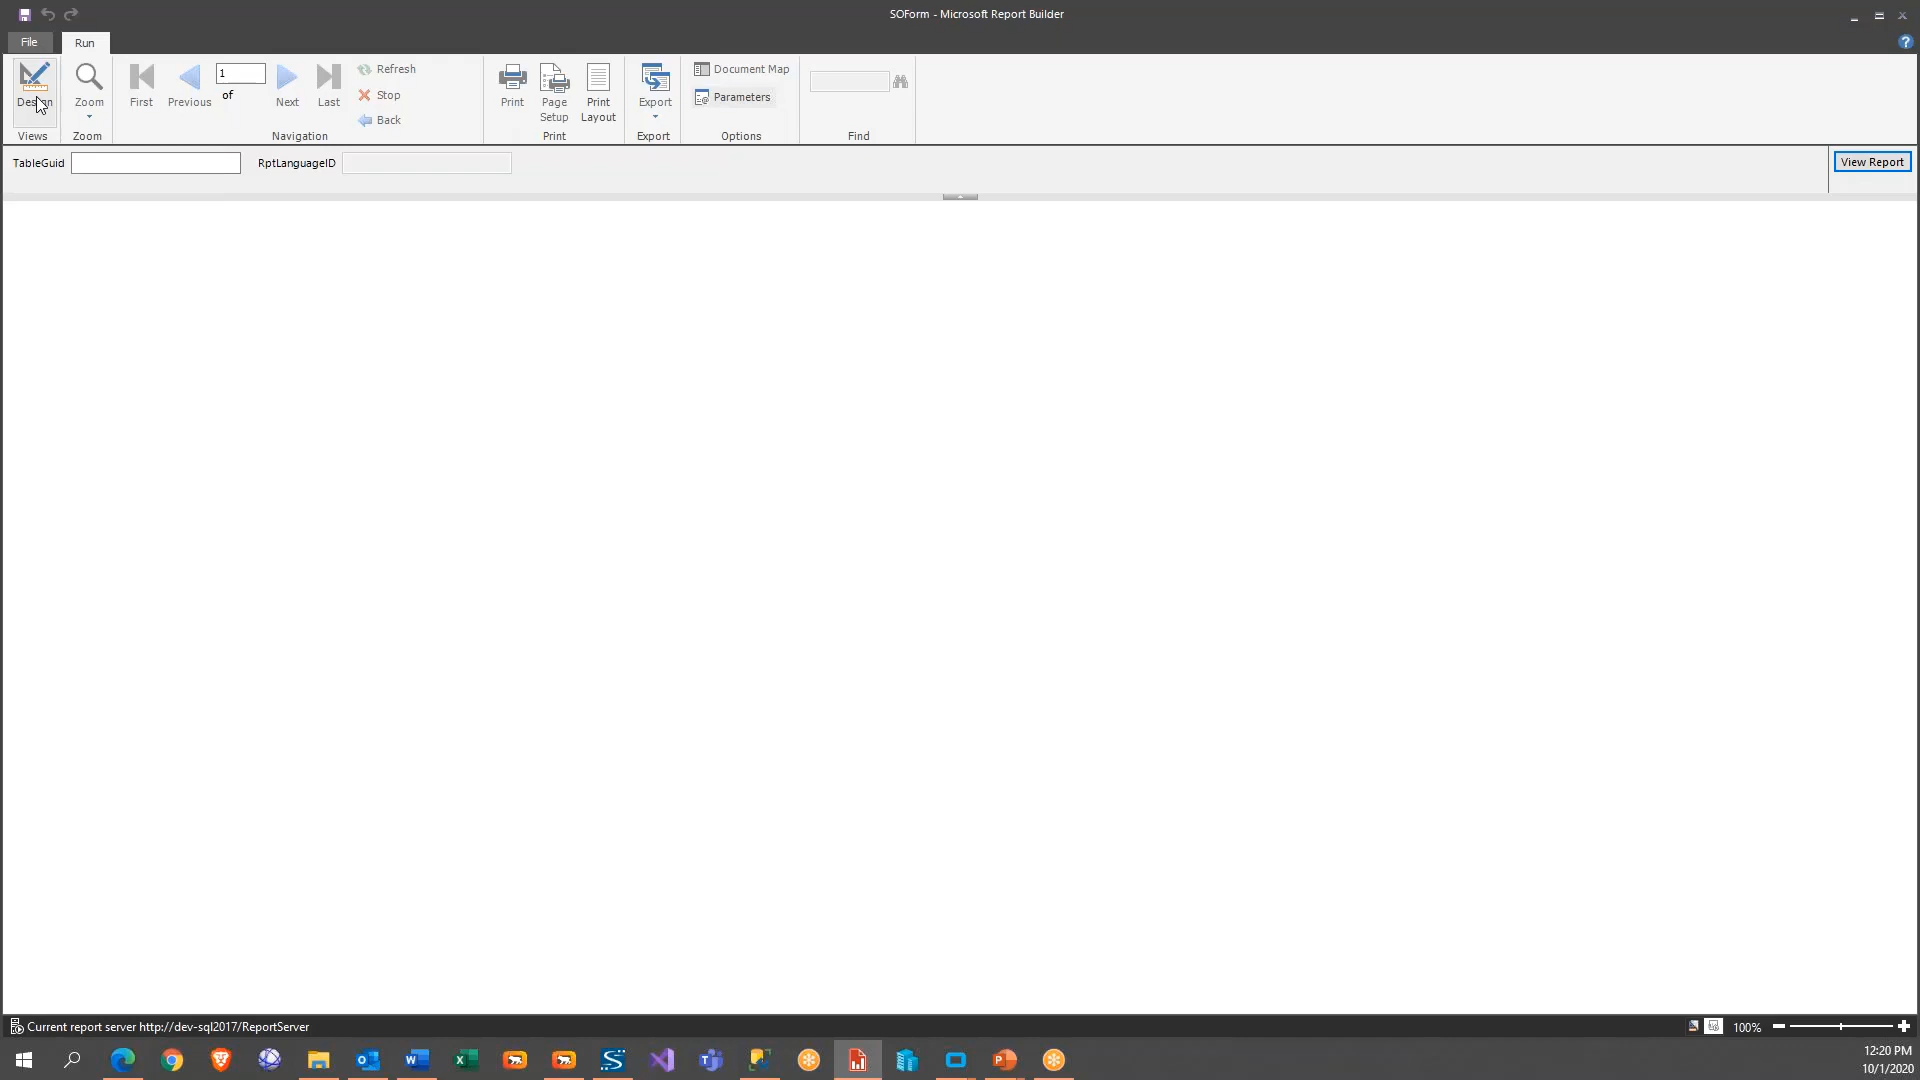 SOForm - Microsoft Report Builder
File
Run
Design
Zoom
First
Previous
1
of
Next
Last
Refresh
Stop
Back
Print
Page
Setup
Print
Layout
Export
Document Map
Parameters
Views
Zoom
Navigation
Print
Export
Options
Find
TableGuid
RptLanguageID
View Report
Current report server http://dev-sql2017/ReportServer
100%
12:20 PM
10/1/2020